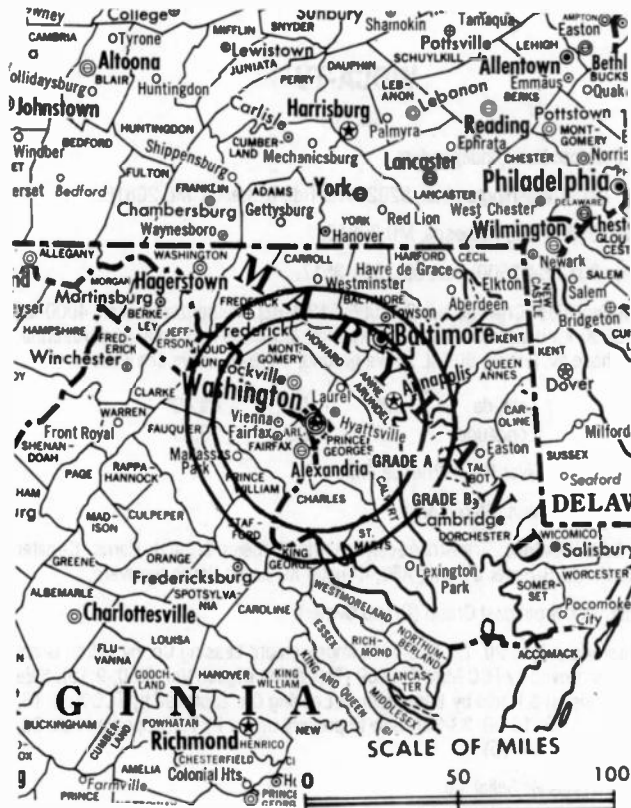 College Tyrone
MIFFLIN SNYDER
Sunbury Shamokin
Tamaqua
CAMBRIA
Lewistown
Pottsville
LEHIGH
Easton
Altoona
JUNIATA
DAUPHIN
SCHUYLKILL
Allentown
BLAIR
PERRY
LEB-
ANON
Emmaus
BUCKS
Huntingdon
Lebonon
BERKS
Johnstown
Carlisle
Harrisburg
Pottstown
HUNTINGDON
Palmyra
Reading
MONT-
GOMERY
Windber
BEDFORD
Shippensburg
CUMBER-
LAND
Mechanicsburg
Ephrata
Lancaster
CHESTER
Bedford
FULTON
FRANKLIN
ADAMS
York
LANCASTER
Philadelphia
Chambersburg
Gettysburg
YORK
Red Lion
West Chester
DELAWARE
Waynesboro
Hanover
Wilmington
ALLEGANY
WASHINGTON
CARROLL
HARFORD
CECIL
Newark
MORGAN
Hagerstown
MARYLAND
Havre de Grace
Elkton
NEW
CASTLE
SALEM
Martinsburg
FREDERICK
Westminster
BALTIMORE
Aberdeen
Salem
BERKE-
LEY
Frederick
Towson
Bridgeton
HAMPSHIRE
FRED
ERICK
JEFF-
ERSON
MONT-
GOMERY
HOWARD
Baltimore
KENT
KENT
Winchester
LOUD
OUN
ockville
ANNE
ARUNDEL
Annapolis
QUEEN
ANNES
Dover
CLARKE
Washington
Laurel
WARREN
Vienna
Hyattsville
CAR-
OLINE
Front Royal
FAUQUIER
Fairfax
ARL.
PRINCE
GEORGES
Easton
Milford
SHENAN-
DOAH
Manassas
Park
FAIRFAX
Alexandria
GRADE A
TAL
BOT
SUSSEX
PAGE
RAPPA-
HANNOCK
PRINCE
WILLIAM
CHARLES
CALVERT
GRADE B
Seaford
MAD-
ISON
CULPEPER
STAF-
FORD
Cambridge
DELAW
GREENE
ORANGE
KING
GEORGE
ST.
MARYS
DORCHESTER
WICOMICO
Salisbury
Fredericksburg
Lexington
Park
SOMER-
SET
WORCESTER
ALBEMARLE
SPOTSYLVA-
NIA
CAROLINE
WESTMORELAND
Pocomoke
City
Charlottesville
ESSEX
RICH-
MOND
NORTHUM-
BERLAND
FLU-
VANNA
LOUISA
ACCOMACK
GOOCH-
LAND
HANOVER
KING
WILLIAM
KING AND QUEEN
LANCAS-
TER
GINIA
MIDDLESEX
BUCKINGHAM
CUMBER-
LAND
POWHATAN
NEW
Richmond
HENRICO
SCALE OF MILES
AMELIA
CHESTERFIELD
Farmville
Colonial Hts.
0 50 100
PRINCE
PRINCE